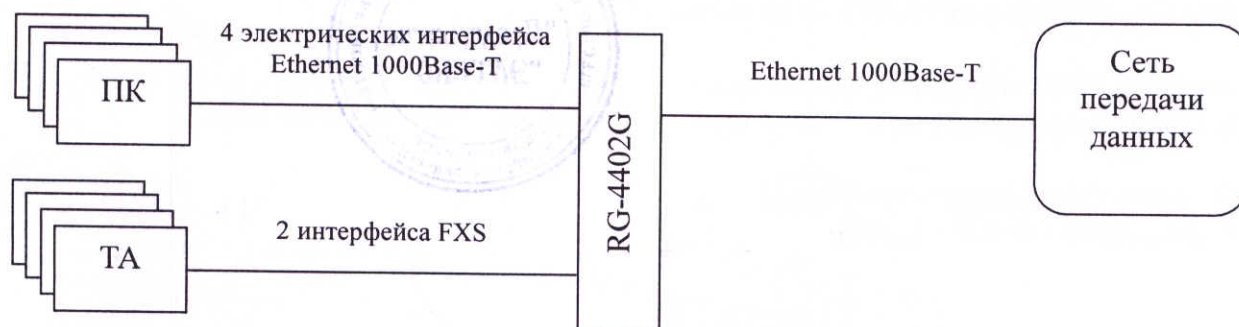 4 электрических интерфейса
Ethernet 1000Base-T
ПК
Ethernet 1000Base-T
Сеть
передачи
данных
RG-4402G
2 интерфейса FXS
ТА